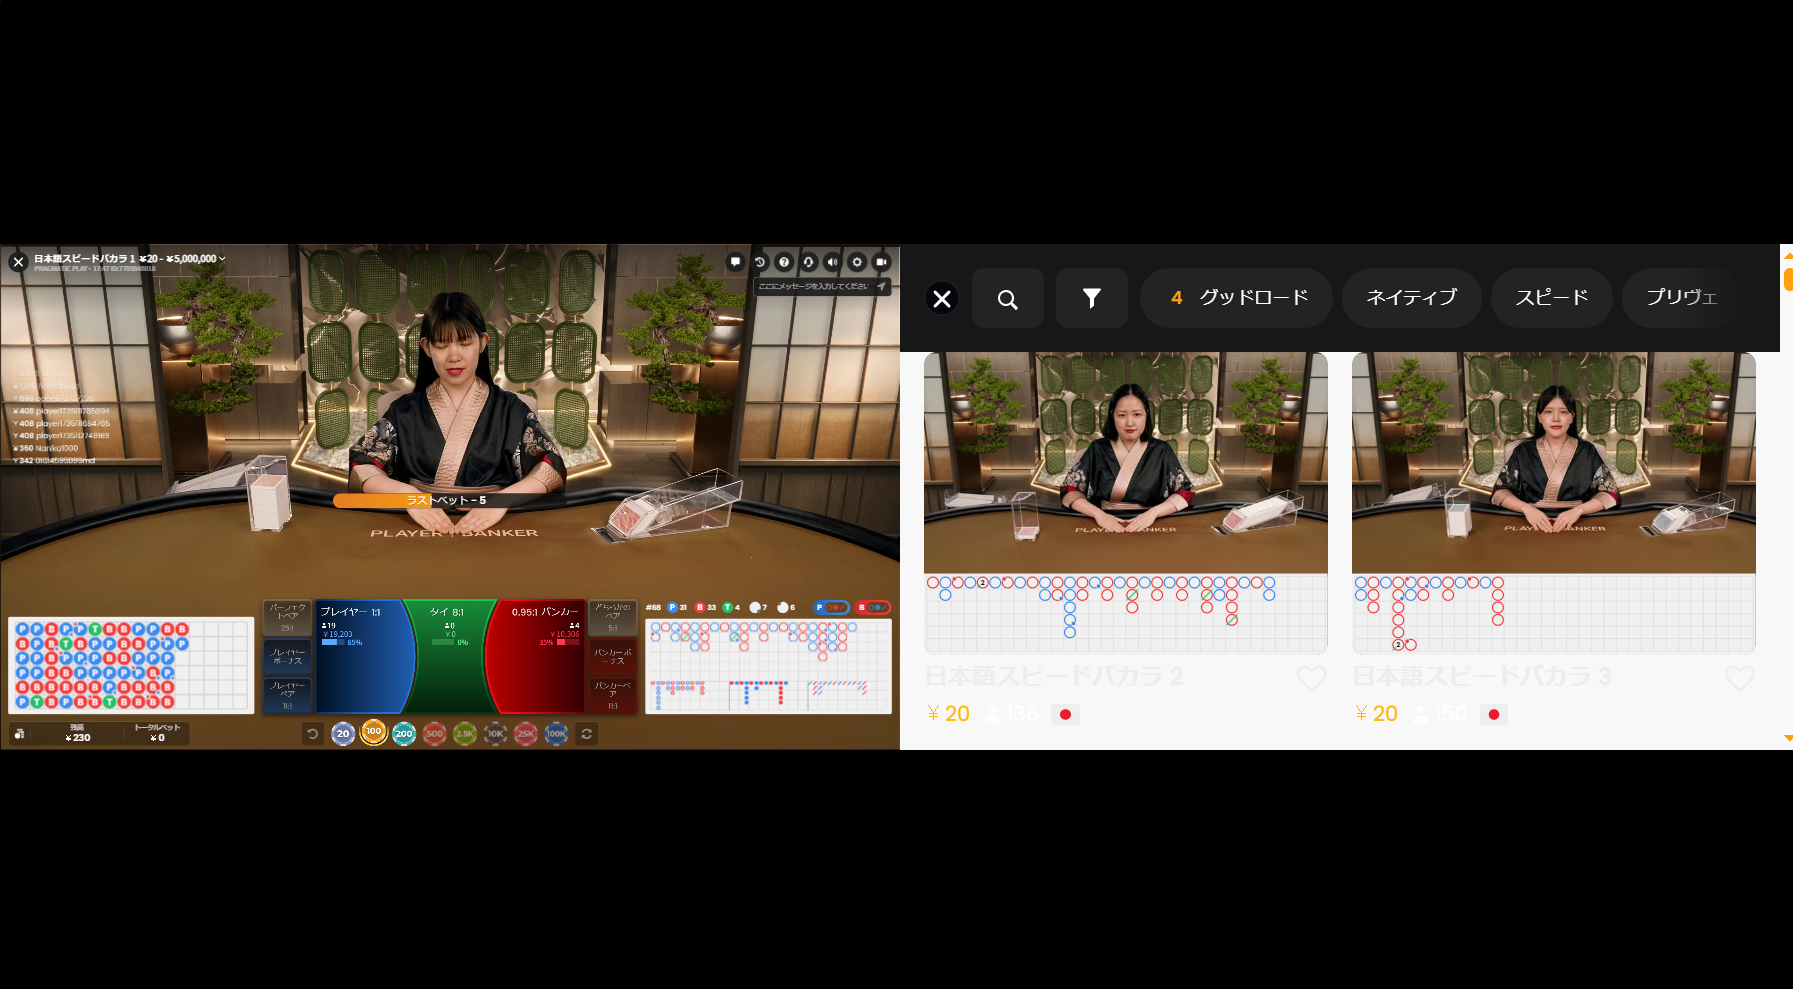 日本語スピードバカラ 1 ¥20 - ¥5,000,000
ここにメッセージを入力してください
¥408 player1735111785894
¥408 player1735111684765
¥408 player1735112749189
¥360 Nanika1000
¥342 01614595099md
ラストベット - 5
PLAYER BANKER
パーフェクトペア
25:1
プレイヤーボーナス
プレイヤーペア
11:1
プレイヤー 1:1
19
¥19,203
65%
タイ 8:1
0
¥0
0%
0.95:1 バンカー
4
¥10,306
35%
どちらかのペア
5:1
バンカーボーナス
バンカーペア
11:1
#68 P 31 B 33 T 4 7 6
P
B
P P B P P T B B P P B B
残高
¥230
トータルベット
¥0
20 100 200 500 2.5K 10K 25K 100K
4 グッドロード
ネイティブ
スピード
プリヴェ
PLAYER BANKER
PLAYER BANKER
2
2
日本語スピードバカラ 2
¥20 136
日本語スピードバカラ 3
¥20 150